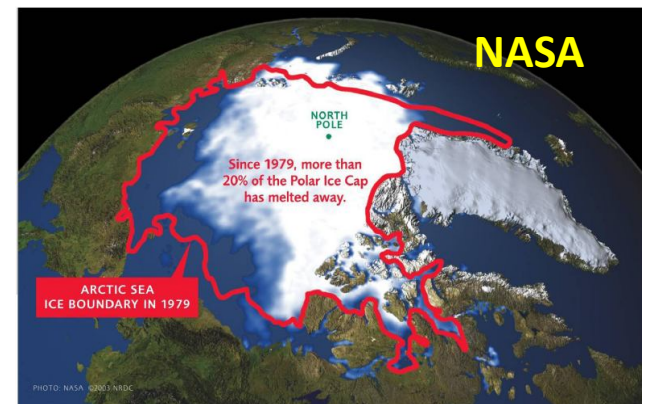 NASA
NORTH
POLE
Since 1979, more than
20% of the Polar Ice Cap
has melted away.
ARCTIC SEA
ICE BOUNDARY IN 1979
PHOTO: NASA ©2003 NRDC